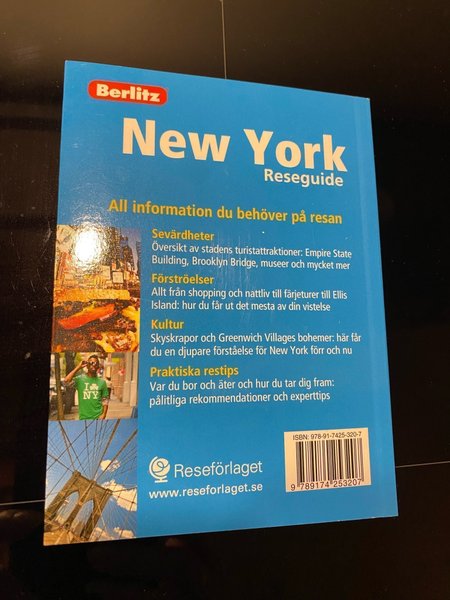 Berlitz
New York
Reseguide
All information du behöver på resan
Sevärdheter
Översikt av stadens turistattraktioner: Empire State
Building, Brooklyn Bridge, museer och mycket mer
Förströelser
Allt från shopping och nattliv till färjeturer till Ellis
Island: hur du får ut det mesta av din vistelse
Kultur
Skyskrapor och Greenwich Villages bohemer: här får
du en djupare förståelse för New York förr och nu
Praktiska restips
Var du bor och äter och hur du tar dig fram:
pålitliga rekommendationer och experttips
I ♥
NY
Reseförlaget
www.reseforlaget.se
ISBN: 978-91-7425-320-7
9 789174 253207